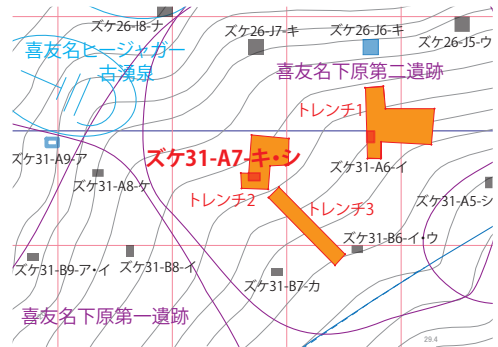 ズケ26-I8-ナ
ズケ26-J7-キ
ズケ26-J6-キ
ズケ26-J5-ウ
喜友名ヒージャガー
古湧泉
喜友名下原第二遺跡
トレンチ1
ズケ31-A9-ア
ズケ31-A7-キ・シ
ズケ31-A6-イ
ズケ31-A8-ケ
トレンチ2
トレンチ3
ズケ31-A5-シ
ズケ31-B9-ア・イ
ズケ31-B8-イ
ズケ31-B6-イ・ウ
ズケ31-B7-カ
喜友名下原第一遺跡
29.4